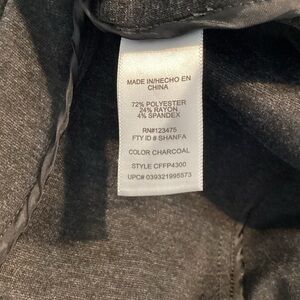 MADE IN/HECHO EN
CHINA
72% POLYESTER
24% RAYON
4% SPANDEX
RN#123475
FTY ID # SHANFA
COLOR CHARCOAL
STYLE CFFP4300
UPC# 039321995573